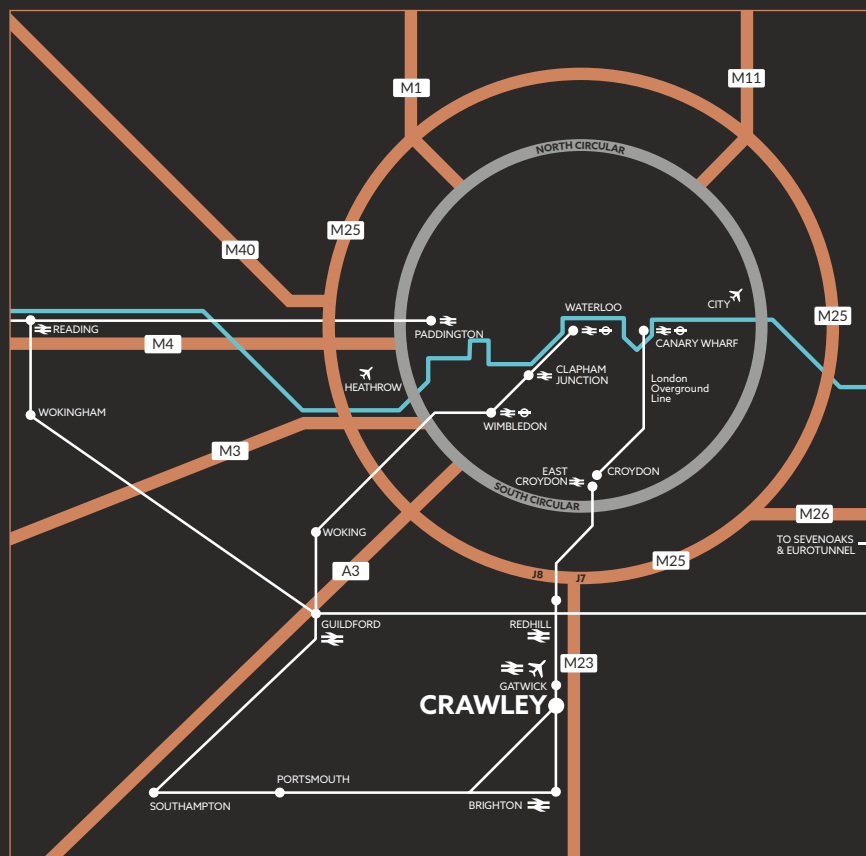 M1
M11
NORTH CIRCULAR
M25
M40
CITY
WATERLOO
M25
READING
PADDINGTON
CANARY WHARF
M4
HEATHROW
CLAPHAM
JUNCTION
London
Overground
Line
WOKINGHAM
WIMBLEDON
M3
EAST
CROYDON
CROYDON
SOUTH CIRCULAR
M26
WOKING
TO SEVENOAKS
& EUROTUNNEL
M25
A3
J8
J7
GUILDFORD
REDHILL
M23
GATWICK
CRAWLEY
PORTSMOUTH
SOUTHAMPTON
BRIGHTON